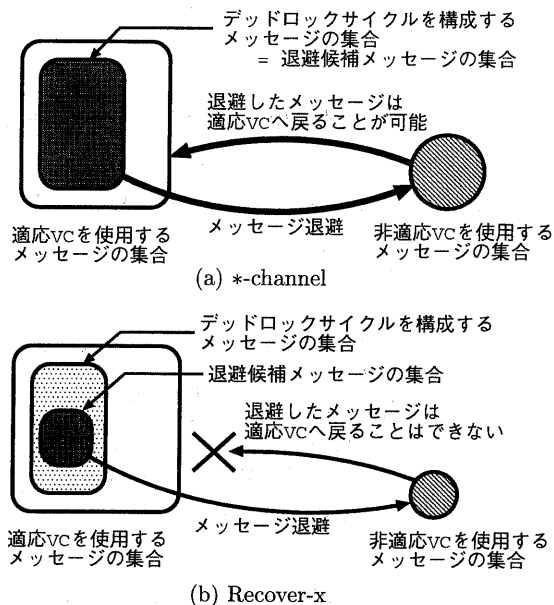 デッドロックサイクルを構成する
メッセージの集合
= 退避候補メッセージの集合
退避したメッセージは
適応VCへ戻ることが可能
メッセージ退避
適応VCを使用する
メッセージの集合
非適応VCを使用する
メッセージの集合
(a) *-channel
デッドロックサイクルを構成する
メッセージの集合
退避候補メッセージの集合
退避したメッセージは
適応VCへ戻ることはできない
メッセージ退避
適応VCを使用する
メッセージの集合
非適応VCを使用する
メッセージの集合
(b) Recover-x